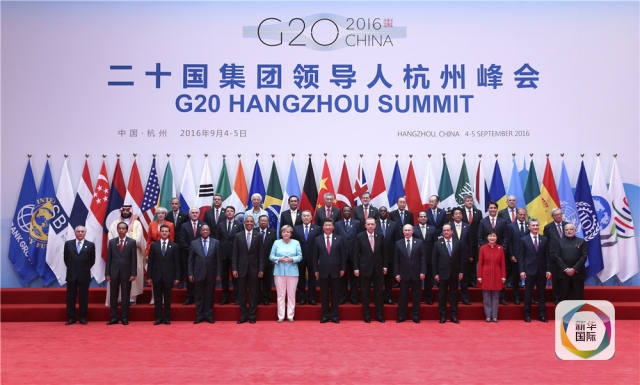 G20 2016 CHINA
二十国集团领导人杭州峰会
G20 HANGZHOU SUMMIT
中国·杭州 2016年9月4-5日
HANGZHOU, CHINA 4-5 SEPTEMBER 2016
新华
国际